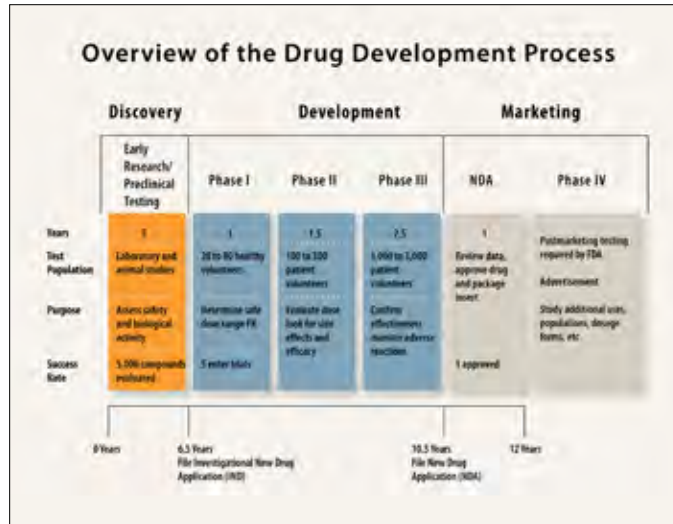 Overview of the Drug Development Process
Discovery
Development
Marketing
Early
Research/
Preclinical
Testing
Phase I
Phase II
Phase III
NDA
Phase IV
Years
1.5
2.5
1
Test
Population
Laboratory and
animal studies
20 to 80 healthy
volunteers
100 to 300
patient
volunteers
1,000 to 3,000
patient
volunteers
Review data,
approve drug
and package
insert
Postmarketing testing
required by FDA
Advertisement
Study additional uses,
populations, dosage
forms, etc
Purpose
Assess safety
and biological
activity
Determine safe
dose range PK
Evaluate dose
look for side
effects and
efficacy
Confirm
effectiveness
monitor adverse
reactions
Success
Rate
5,000 compounds
evaluated
5 enter trials
1 approved
0 Years
6.5 Years
File Investigational New Drug
Application (IND)
10.5 Years
File New Drug
Application (NDA)
12 Years